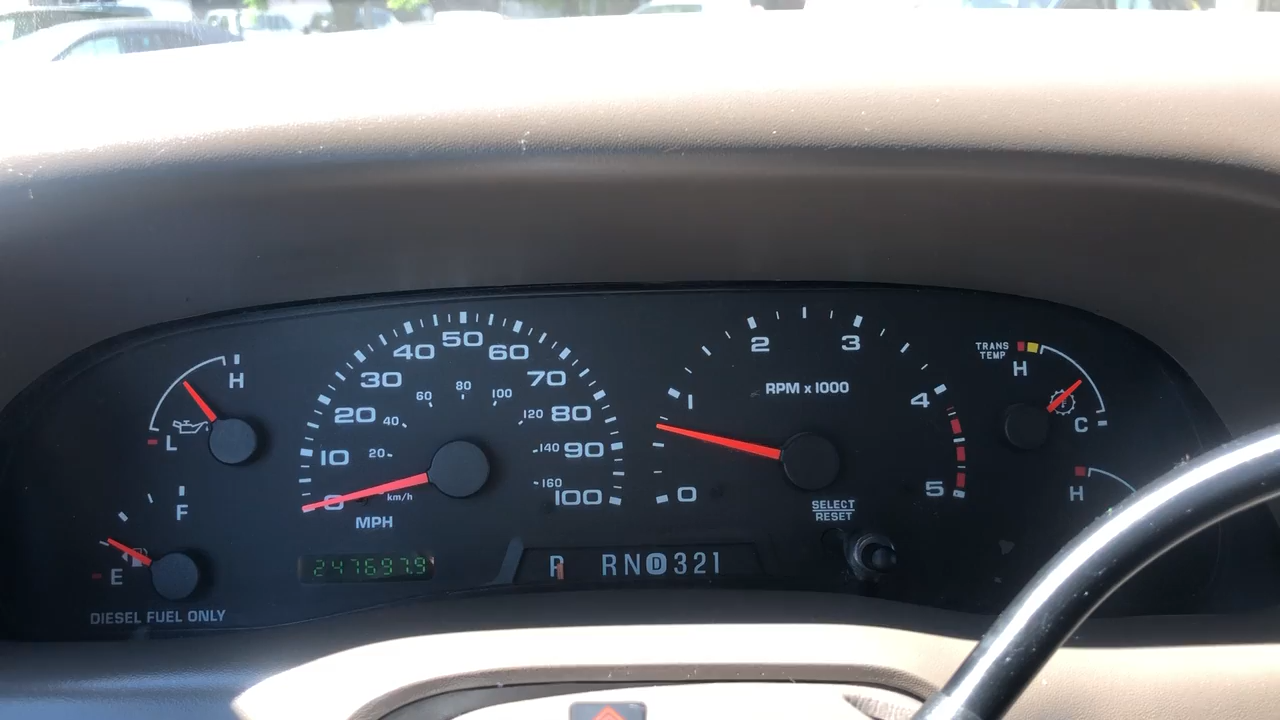 H
L
F
E
DIESEL FUEL ONLY
0 10 20 30 40 50 60 70 80 90 100
20 40 60 80 100 120 140 160
km/h
MPH
247697.9
0 1 2 3 4 5
RPM x 1000
SELECT
RESET
P RND321
TRANS
TEMP
H
C
H